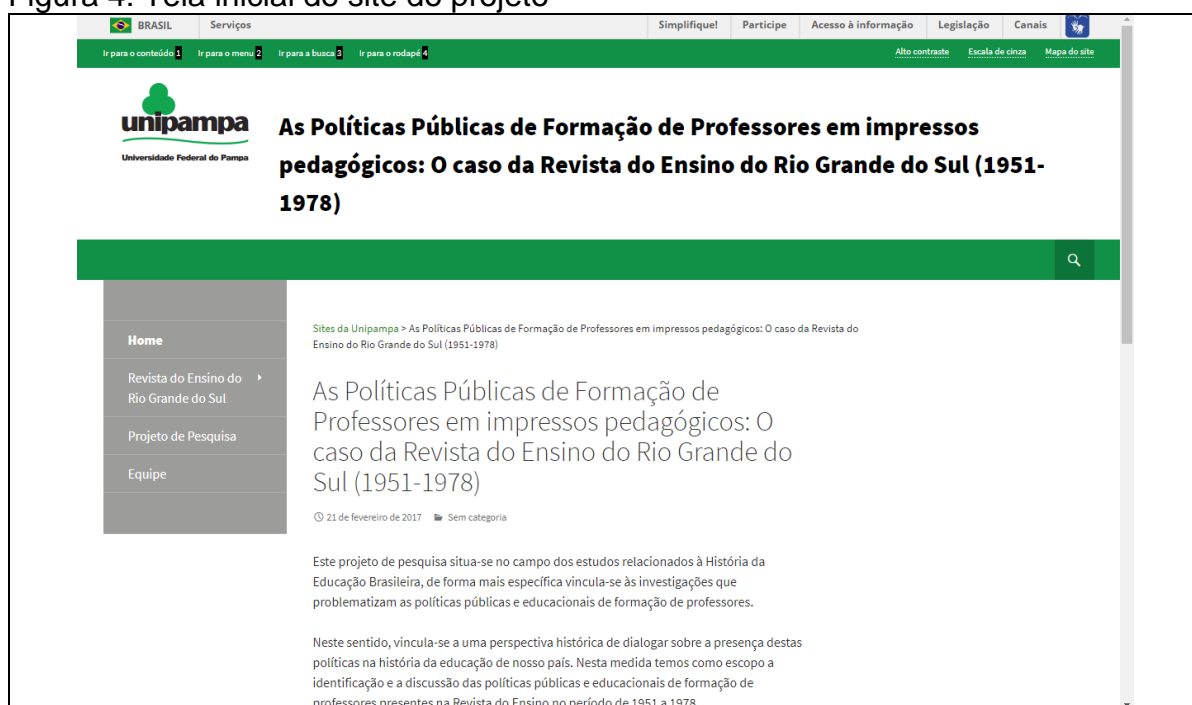 Figura 4: Tela inicial do site do projeto
BRASIL Serviços Simplifique! Participe Acesso à informação Legislação Canais
Ir para o conteúdo 1 Ir para o menu 2 Ir para a busca 3 Ir para o rodapé 4 Alto contraste Escala de cinza Mapa do site
unipampa
Universidade Federal do Pampa
As Políticas Públicas de Formação de Professores em impressos
pedagógicos: O caso da Revista do Ensino do Rio Grande do Sul (1951-
1978)
Home
Revista do Ensino do
Rio Grande do Sul
Projeto de Pesquisa
Equipe
Sites da Unipampa > As Políticas Públicas de Formação de Professores em impressos pedagógicos: O caso da Revista do
Ensino do Rio Grande do Sul (1951-1978)
As Políticas Públicas de Formação de
Professores em impressos pedagógicos: O
caso da Revista do Ensino do Rio Grande do
Sul (1951-1978)
21 de fevereiro de 2017 Sem categoria
Este projeto de pesquisa situa-se no campo dos estudos relacionados à História da
Educação Brasileira, de forma mais específica vincula-se às investigações que
problematizam as políticas públicas e educacionais de formação de professores.
Neste sentido, vincula-se a uma perspectiva histórica de dialogar sobre a presença destas
políticas na história da educação de nosso país. Nesta medida temos como escopo a
identificação e a discussão das políticas públicas e educacionais de formação de
professores presentes na Revista do Ensino no período de 1951 a 1978